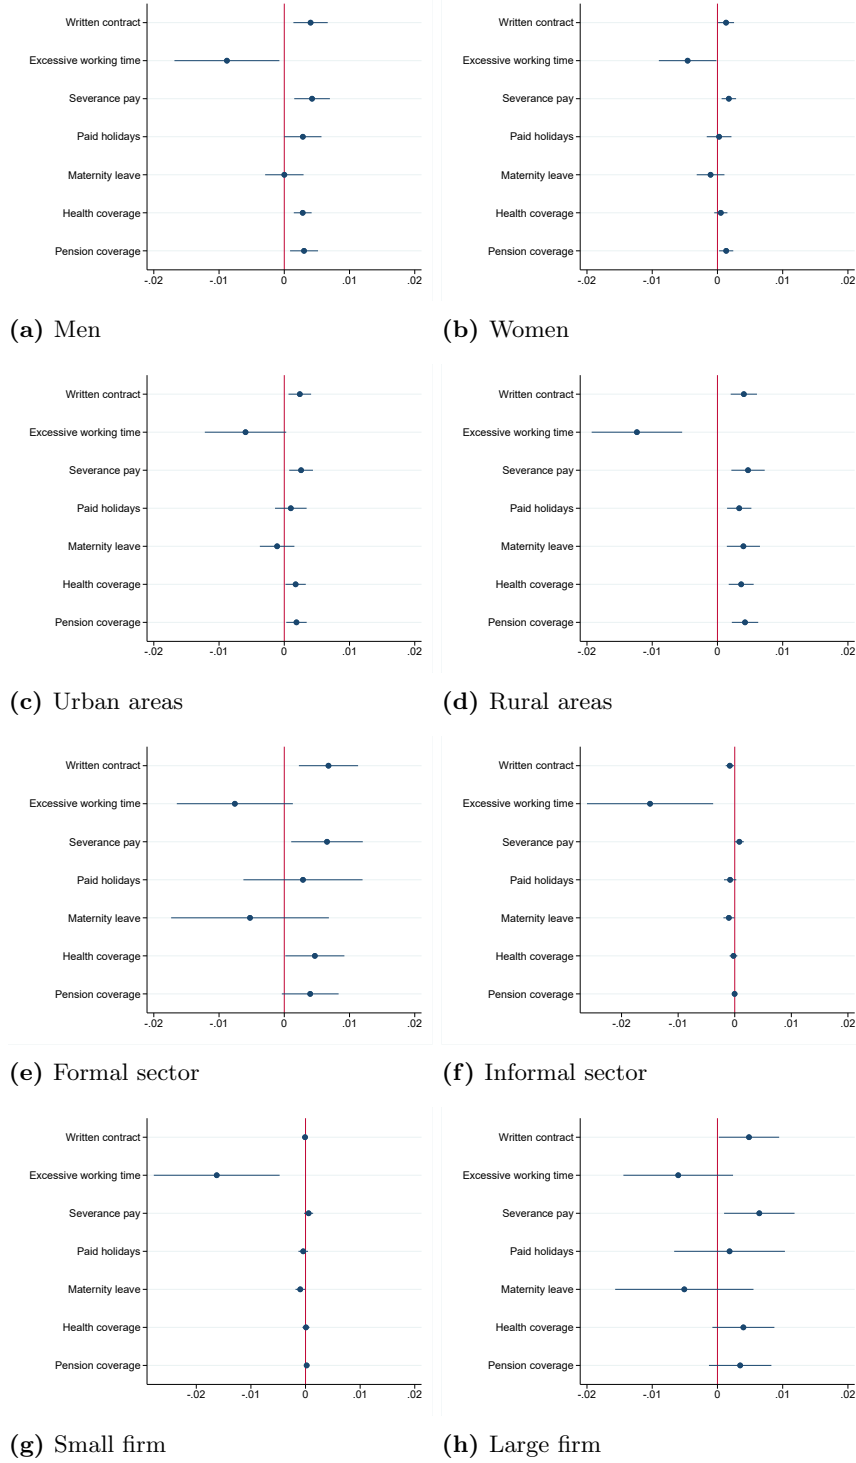 Written contract
Excessive working time
Severance pay
Paid holidays
Maternity leave
Health coverage
Pension coverage
-.02 -.01 0 .01 .02
(a) Men
Written contract
Excessive working time
Severance pay
Paid holidays
Maternity leave
Health coverage
Pension coverage
-.02 -.01 0 .01 .02
(b) Women
Written contract
Excessive working time
Severance pay
Paid holidays
Maternity leave
Health coverage
Pension coverage
-.02 -.01 0 .01 .02
(c) Urban areas
Written contract
Excessive working time
Severance pay
Paid holidays
Maternity leave
Health coverage
Pension coverage
-.02 -.01 0 .01 .02
(d) Rural areas
Written contract
Excessive working time
Severance pay
Paid holidays
Maternity leave
Health coverage
Pension coverage
-.02 -.01 0 .01 .02
(e) Formal sector
Written contract
Excessive working time
Severance pay
Paid holidays
Maternity leave
Health coverage
Pension coverage
-.02 -.01 0 .01 .02
(f) Informal sector
Written contract
Excessive working time
Severance pay
Paid holidays
Maternity leave
Health coverage
Pension coverage
-.02 -.01 0 .01 .02
(g) Small firm
Written contract
Excessive working time
Severance pay
Paid holidays
Maternity leave
Health coverage
Pension coverage
-.02 -.01 0 .01 .02
(h) Large firm